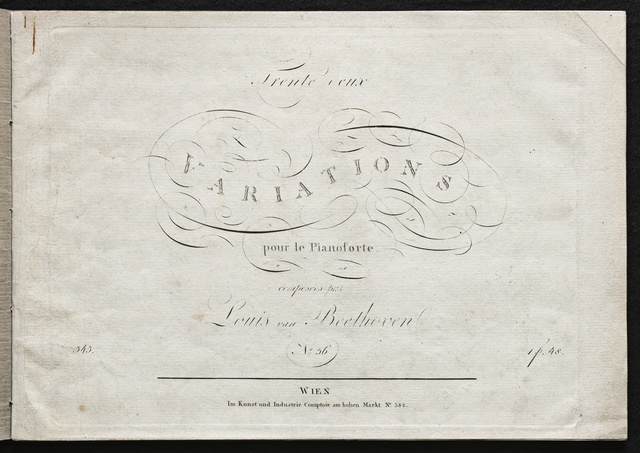 Trente deux
VARIATIONS
pour le Pianoforte
composées par
Louis van Beethoven
No. 36
543.
1 f. 48.
WIEN
Im Kunst und Industrie Comptoir am hohen Markt No. 582.